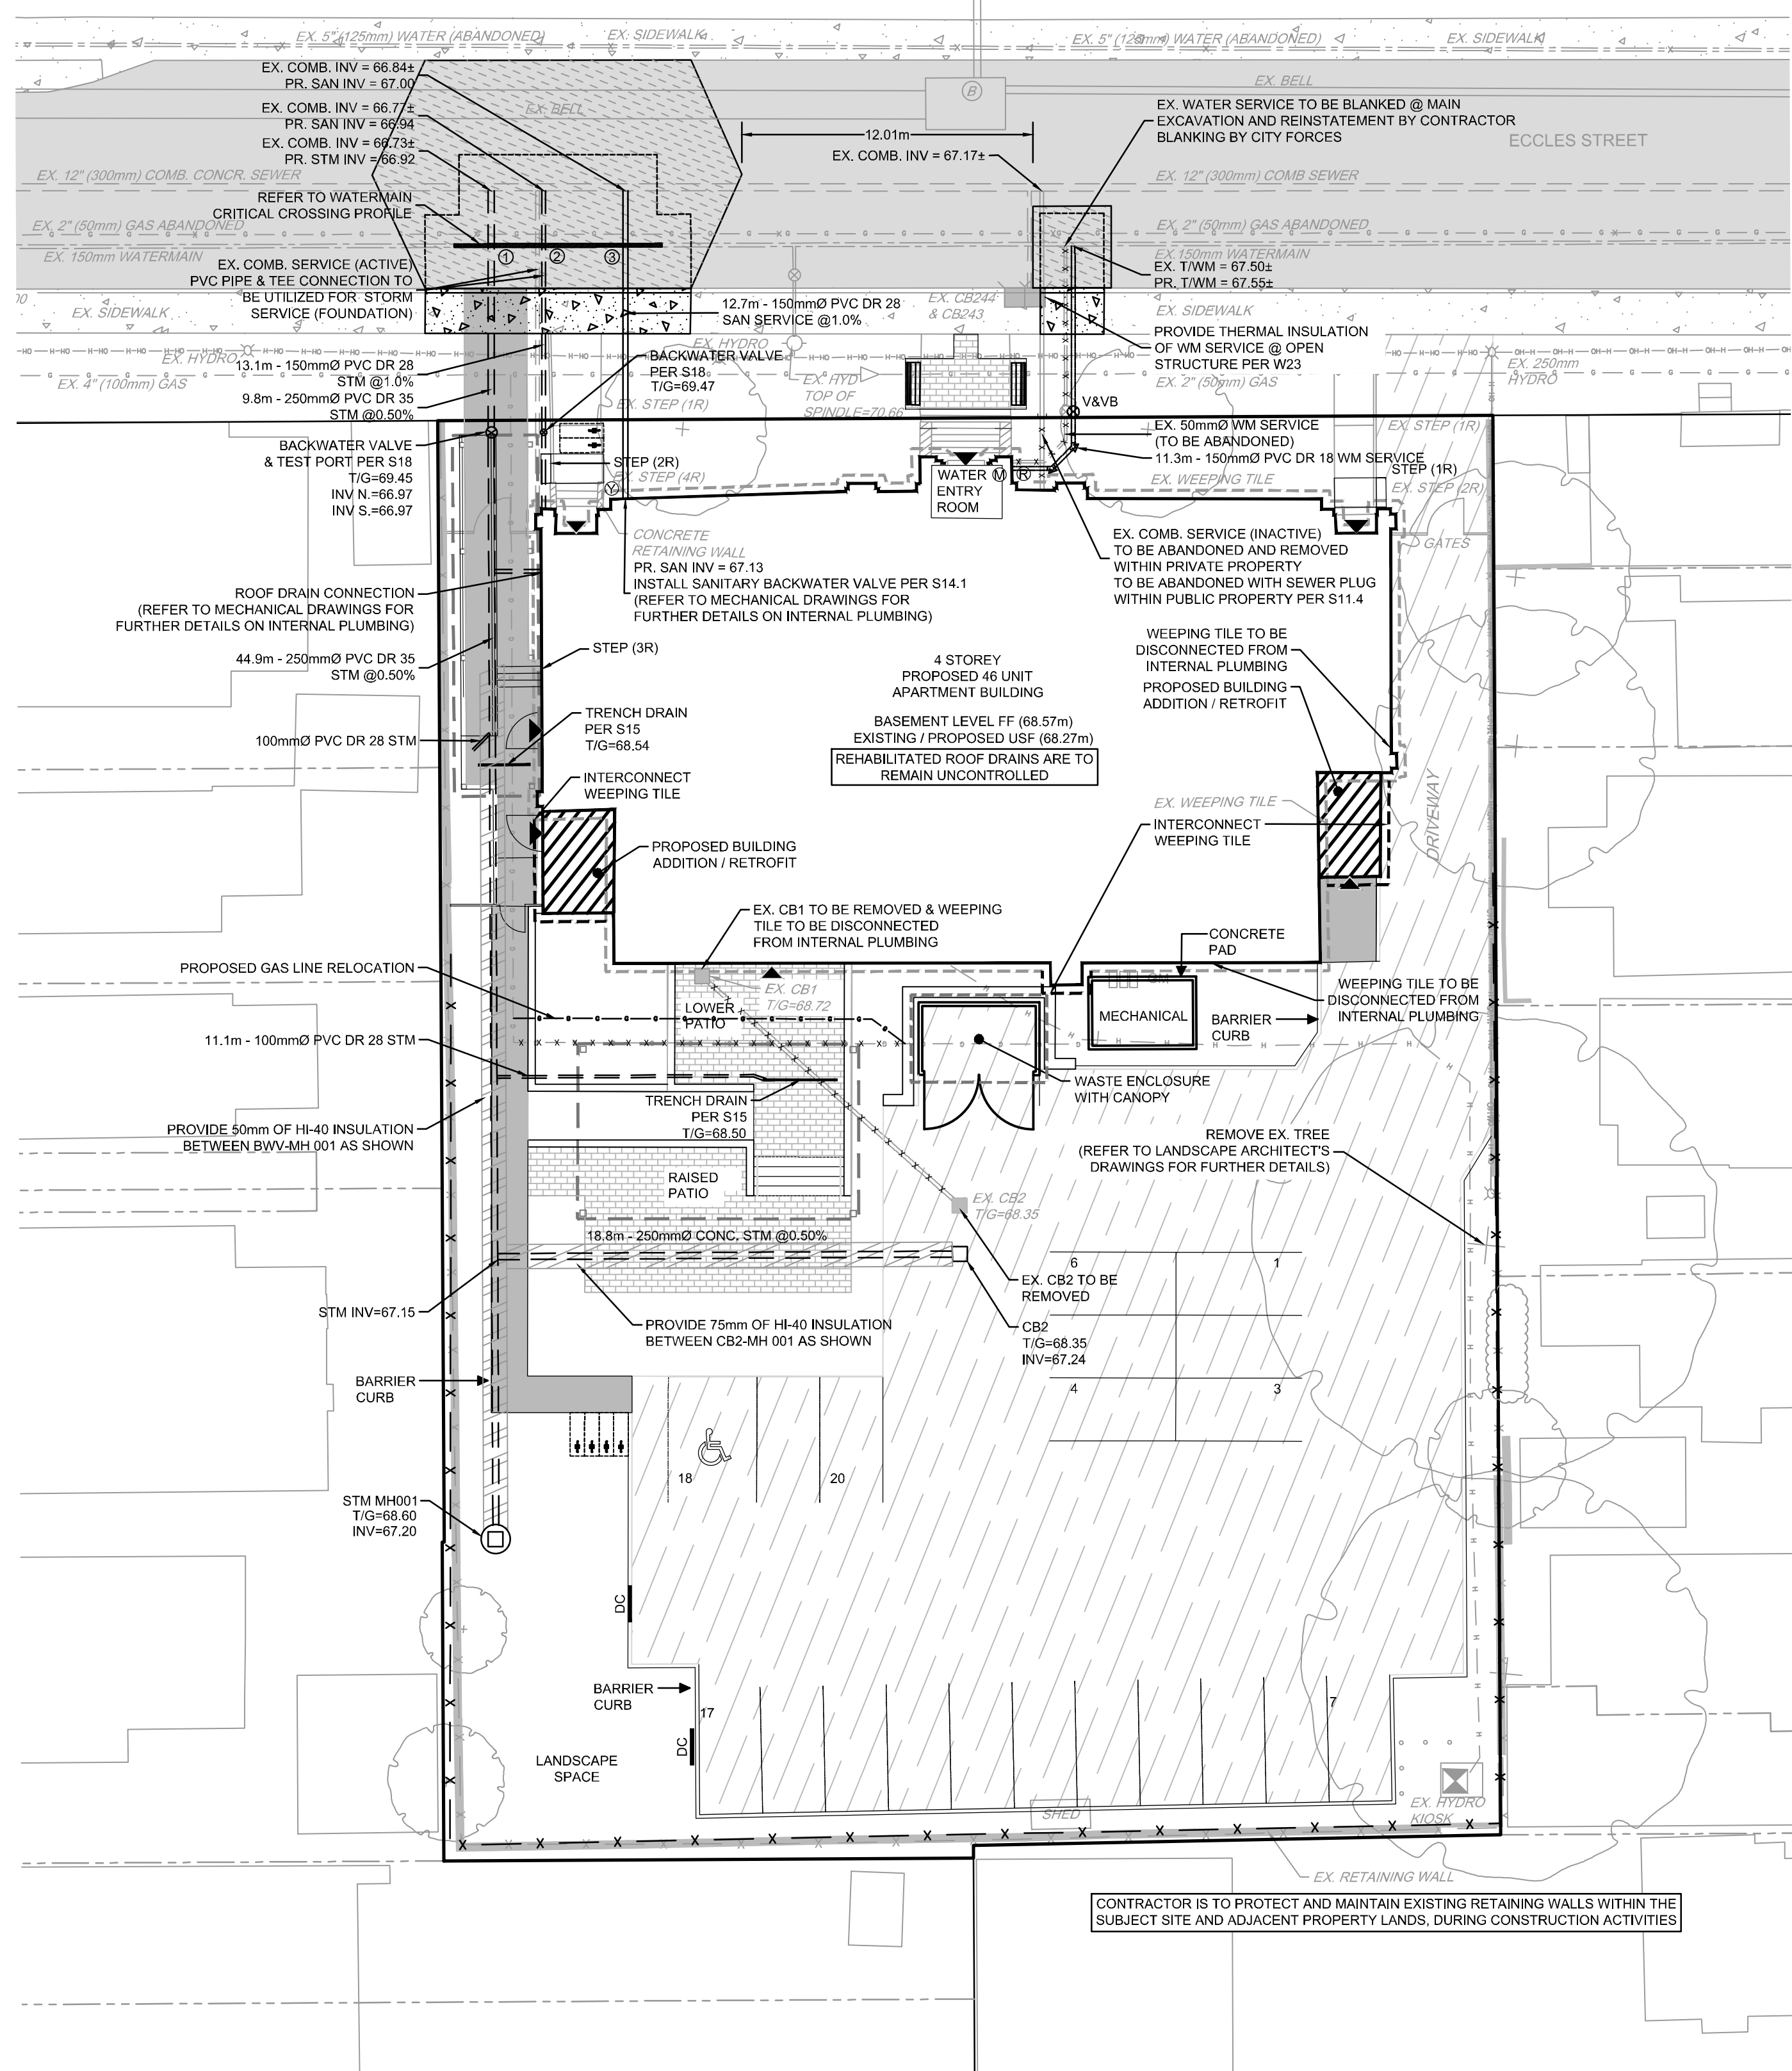 EX. 5" (125mm) WATER (ABANDONED)
EX. SIDEWALK
EX. 5" (125mm) WATER (ABANDONED)
EX. SIDEWALK
EX. COMB. INV = 66.84±
PR. SAN INV = 67.00
EX. COMB. INV = 66.77±
PR. SAN INV = 66.94
EX. COMB. INV = 66.73±
PR. STM INV = 66.92
EX. BELL
B
EX. BELL
12.01m
EX. COMB. INV = 67.17±
EX. WATER SERVICE TO BE BLANKED @ MAIN
EXCAVATION AND REINSTATEMENT BY CONTRACTOR
BLANKING BY CITY FORCES
ECCLES STREET
EX. 12" (300mm) COMB. CONCR. SEWER
EX. 12" (300mm) COMB SEWER
REFER TO WATERMAIN
CRITICAL CROSSING PROFILE
EX. 2" (50mm) GAS ABANDONED
EX. 2" (50mm) GAS ABANDONED
EX. 150mm WATERMAIN
EX.150mm WATERMAIN
1
2
3
EX. COMB. SERVICE (ACTIVE)
PVC PIPE & TEE CONNECTION TO
BE UTILIZED FOR STORM
SERVICE (FOUNDATION)
EX. T/WM = 67.50±
PR. T/WM = 67.55±
12.7m - 150mmØ PVC DR 28
SAN SERVICE @1.0%
EX. CB244
& CB243
EX. SIDEWALK
EX. SIDEWALK
PROVIDE THERMAL INSULATION
OF WM SERVICE @ OPEN
STRUCTURE PER W23
EX. HYDRO
EX. HYDRO
EX. 250mm
HYDRO
EX. 4" (100mm) GAS
EX. 2" (50mm) GAS
13.1m - 150mmØ PVC DR 28
STM @1.0%
9.8m - 250mmØ PVC DR 35
STM @0.50%
BACKWATER VALVE
PER S18
T/G=69.47
EX. HYD
TOP OF
SPINDLE=70.66
EX. STEP (1R)
V&VB
EX. 50mmØ WM SERVICE
(TO BE ABANDONED)
11.3m - 150mmØ PVC DR 18 WM SERVICE
EX. STEP (1R)
STEP (1R)
EX. STEP (2R)
BACKWATER VALVE
& TEST PORT PER S18
T/G=69.45
INV N.=66.97
INV S.=66.97
STEP (2R)
EX. STEP (4R)
Y
WATER
ENTRY
ROOM
M
R
EX. WEEPING TILE
CONCRETE
RETAINING WALL
PR. SAN INV = 67.13
INSTALL SANITARY BACKWATER VALVE PER S14.1
(REFER TO MECHANICAL DRAWINGS FOR
FURTHER DETAILS ON INTERNAL PLUMBING)
EX. COMB. SERVICE (INACTIVE)
TO BE ABANDONED AND REMOVED
WITHIN PRIVATE PROPERTY
TO BE ABANDONED WITH SEWER PLUG
WITHIN PUBLIC PROPERTY PER S11.4
GATES
ROOF DRAIN CONNECTION
(REFER TO MECHANICAL DRAWINGS FOR
FURTHER DETAILS ON INTERNAL PLUMBING)
44.9m - 250mmØ PVC DR 35
STM @0.50%
STEP (3R)
4 STOREY
PROPOSED 46 UNIT
APARTMENT BUILDING
WEEPING TILE TO BE
DISCONNECTED FROM
INTERNAL PLUMBING
PROPOSED BUILDING
ADDITION / RETROFIT
BASEMENT LEVEL FF (68.57m)
EXISTING / PROPOSED USF (68.27m)
REHABILITATED ROOF DRAINS ARE TO
REMAIN UNCONTROLLED
TRENCH DRAIN
PER S15
T/G=68.54
100mmØ PVC DR 28 STM
INTERCONNECT
WEEPING TILE
EX. WEEPING TILE
INTERCONNECT
WEEPING TILE
DRIVEWAY
PROPOSED BUILDING
ADDITION / RETROFIT
EX. CB1 TO BE REMOVED & WEEPING
TILE TO BE DISCONNECTED
FROM INTERNAL PLUMBING
CONCRETE
PAD
PROPOSED GAS LINE RELOCATION
EX. CB1
T/G=68.72
LOWER
PATIO
GM
MECHANICAL
BARRIER
CURB
WEEPING TILE TO BE
DISCONNECTED FROM
INTERNAL PLUMBING
11.1m - 100mmØ PVC DR 28 STM
WASTE ENCLOSURE
WITH CANOPY
TRENCH DRAIN
PER S15
T/G=68.50
PROVIDE 50mm OF HI-40 INSULATION
BETWEEN BWV-MH 001 AS SHOWN
REMOVE EX. TREE
(REFER TO LANDSCAPE ARCHITECT'S
DRAWINGS FOR FURTHER DETAILS)
RAISED
PATIO
EX. CB2
T/G=68.35
18.8m - 250mmØ CONC. STM @0.50%
6
1
EX. CB2 TO BE
REMOVED
STM INV=67.15
PROVIDE 75mm OF HI-40 INSULATION
BETWEEN CB2-MH 001 AS SHOWN
CB2
T/G=68.35
INV=67.24
BARRIER
CURB
4
3
18
20
STM MH001
T/G=68.60
INV=67.20
DC
BARRIER
CURB
17
7
DC
LANDSCAPE
SPACE
SHED
EX. HYDRO
KIOSK
EX. RETAINING WALL
CONTRACTOR IS TO PROTECT AND MAINTAIN EXISTING RETAINING WALLS WITHIN THE
SUBJECT SITE AND ADJACENT PROPERTY LANDS, DURING CONSTRUCTION ACTIVITIES